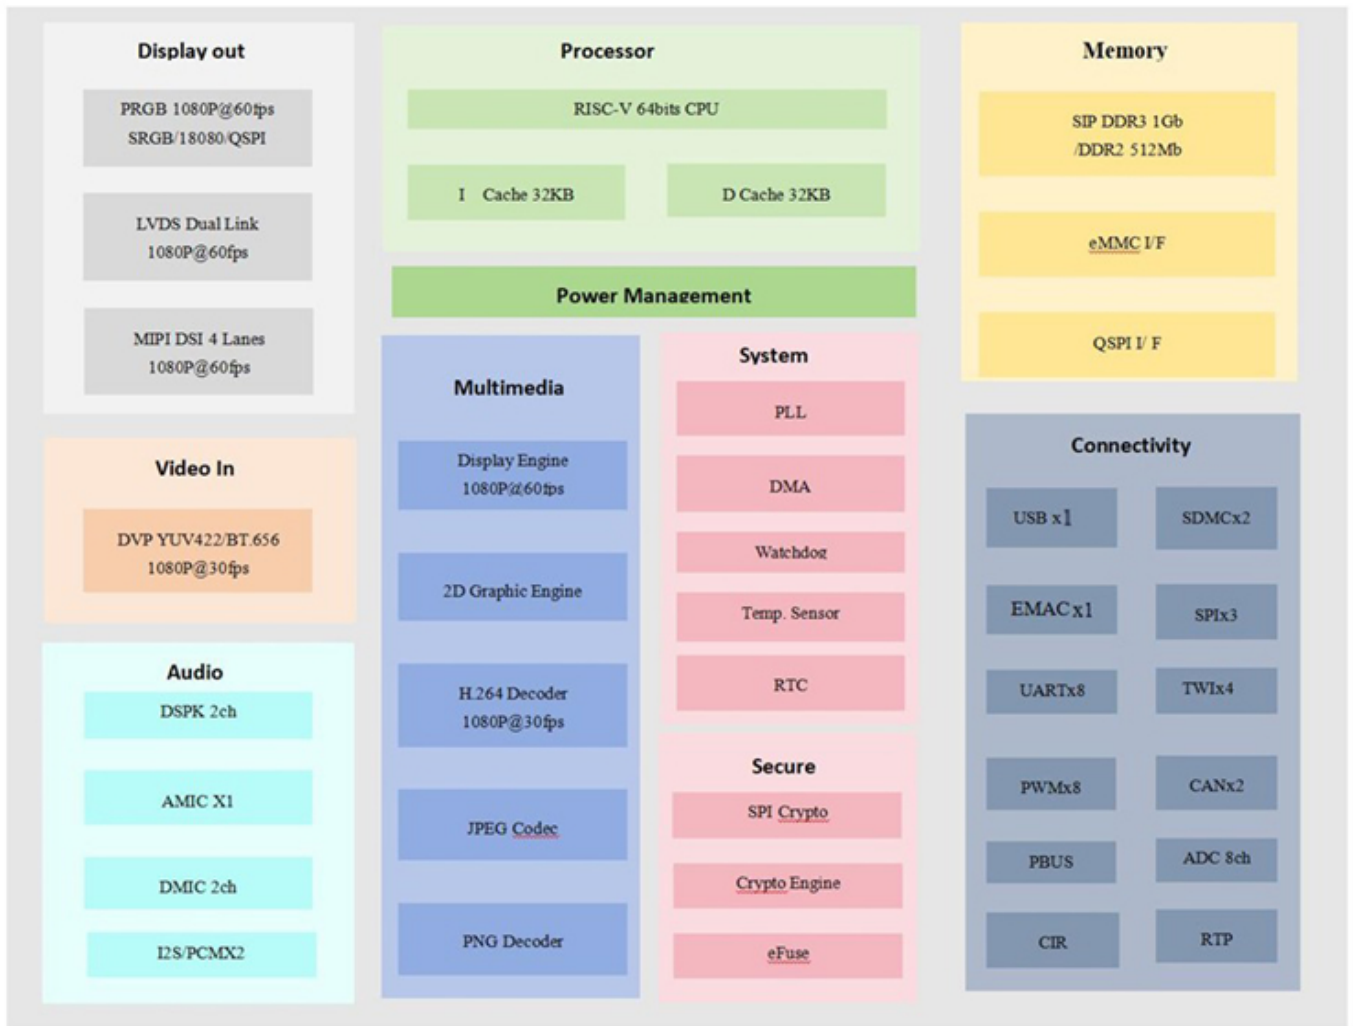 Display out
PRGB 1080P@60fps
SRGB/18080/QSPI
LVDS Dual Link
1080P@60fps
MIPI DSI 4 Lanes
1080P@60fps
Video In
DVP YUV422/BT.656
1080P@30fps
Audio
DSPK 2ch
AMIC X1
DMIC 2ch
I2S/PCMX2
Processor
RISC-V 64bits CPU
I Cache 32KB
D Cache 32KB
Power Management
Multimedia
Display Engine
1080P@60fps
2D Graphic Engine
H.264 Decoder
1080P@30fps
JPEG Codec
PNG Decoder
System
PLL
DMA
Watchdog
Temp. Sensor
RTC
Secure
SPI Crypto
Crypto Engine
eFuse
Memory
SIP DDR3 1Gb
/DDR2 512Mb
eMMC I/F
QSPI I/ F
Connectivity
USB x1
SDMCx2
EMAC x1
SPIx3
UARTx8
TWIx4
PWMx8
CANx2
PBUS
ADC 8ch
CIR
RTP